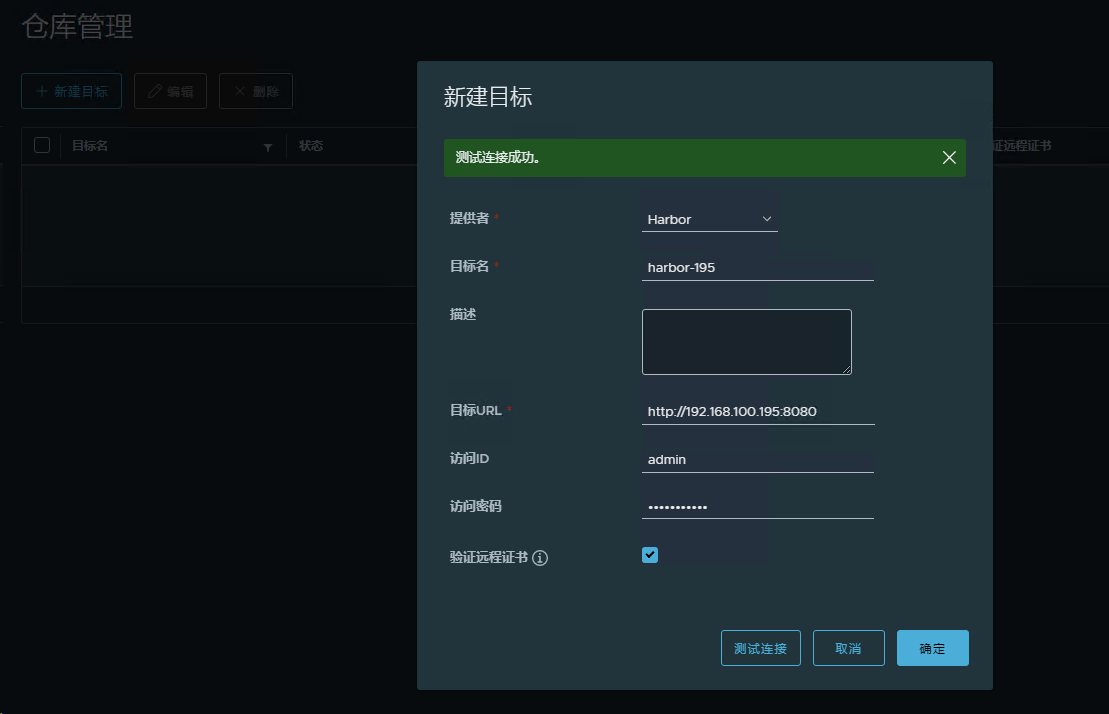 仓库管理
新建目标
编辑
删除
目标名
状态
证远程证书
新建目标
测试连接成功。
提供者 *
Harbor
目标名 *
harbor-195
描述
目标URL *
http://192.168.100.195:8080
访问ID
admin
访问密码
•••••••••••
验证远程证书
测试连接
取消
确定